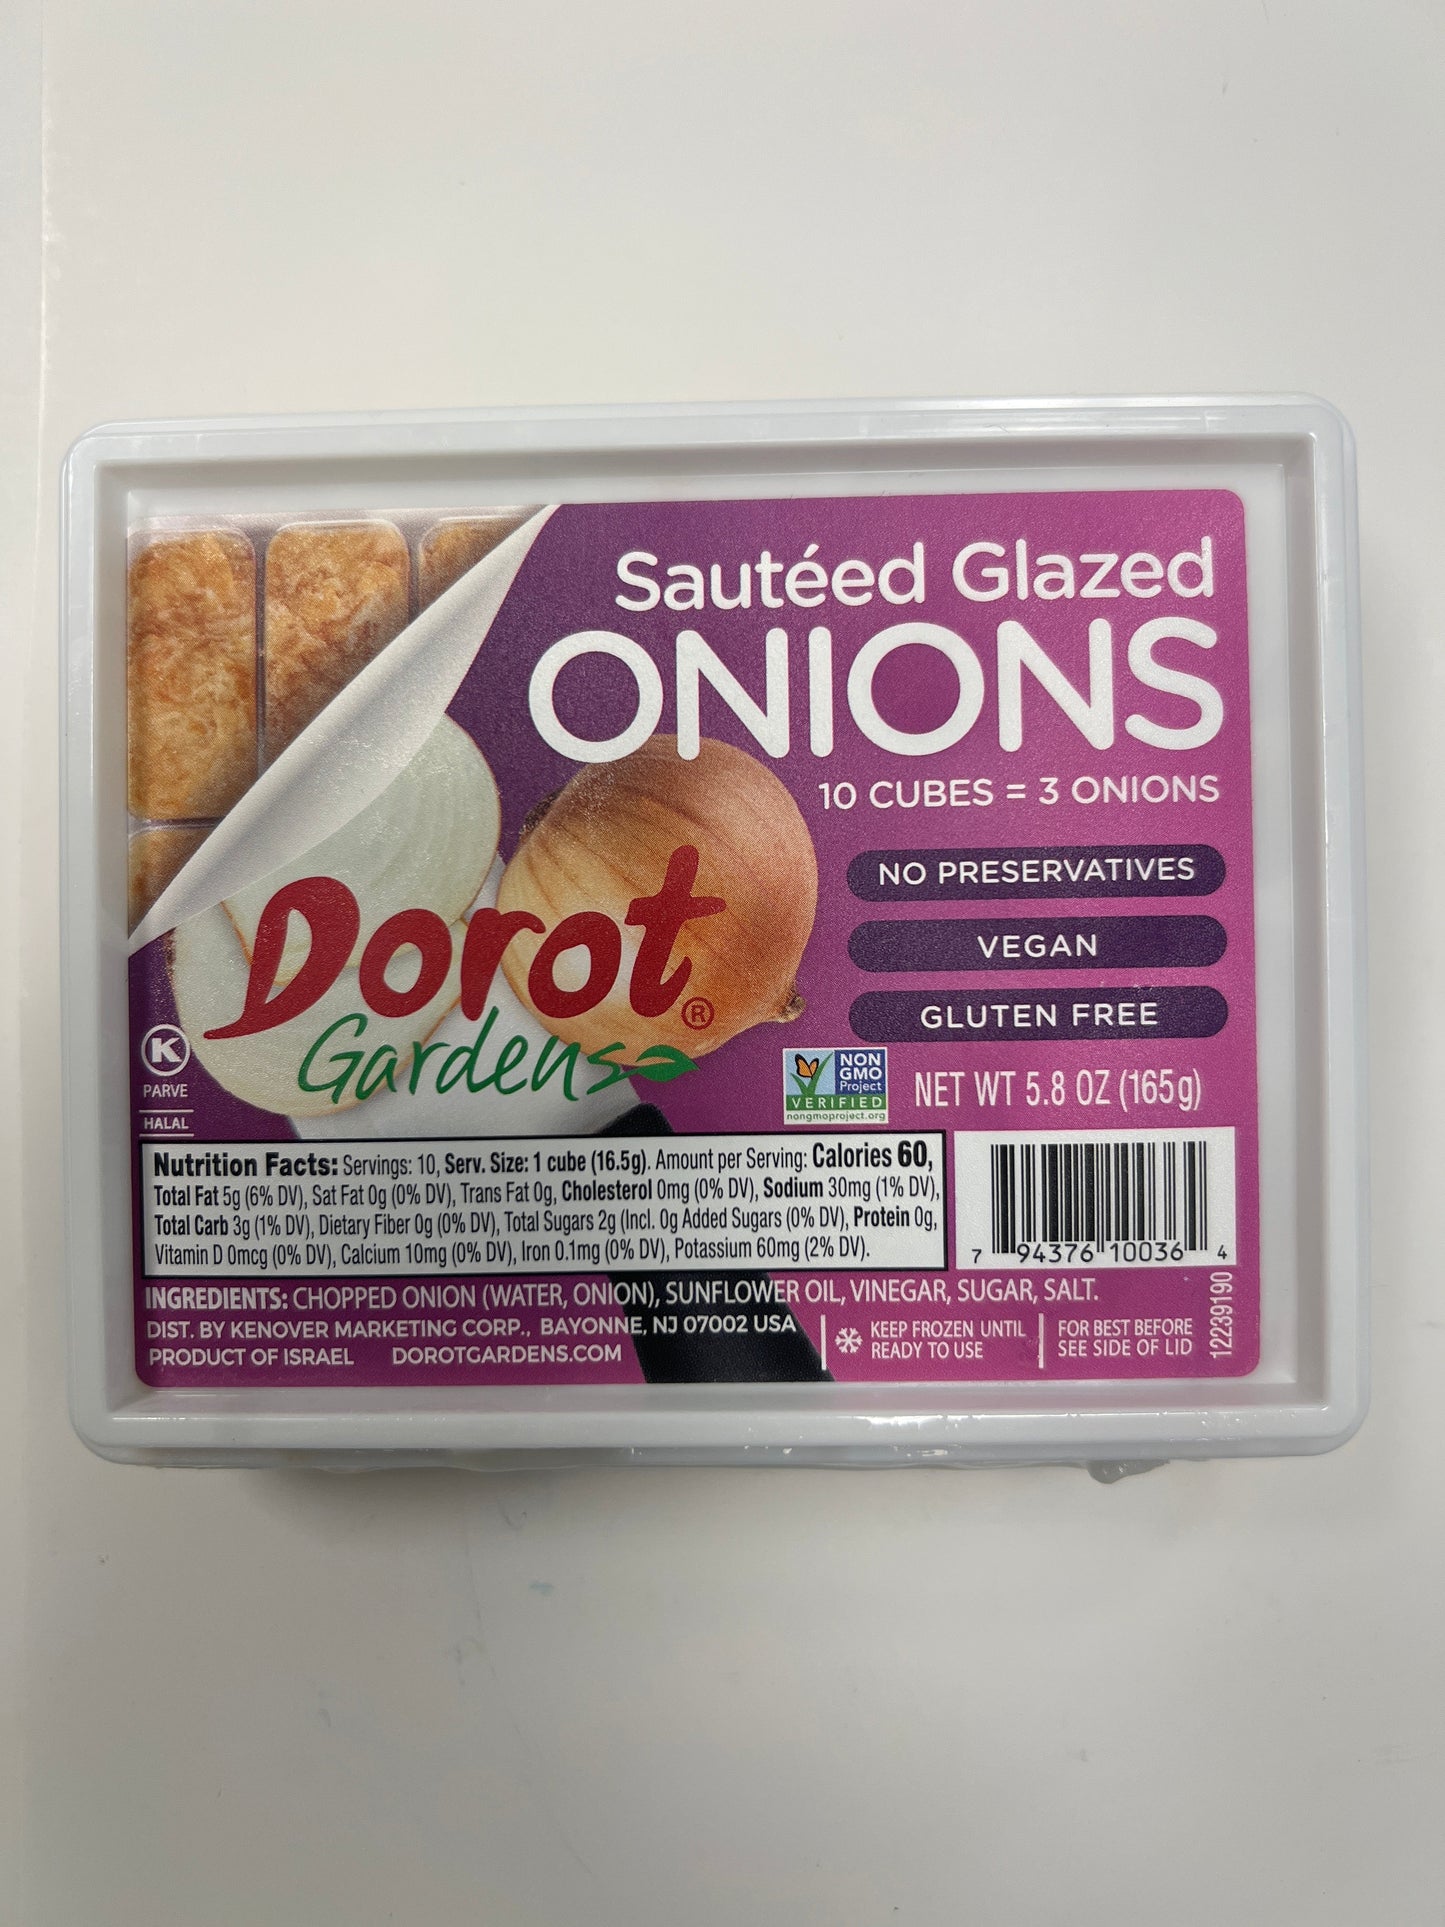 Sautéed Glazed
ONIONS
10 CUBES = 3 ONIONS
NO PRESERVATIVES
VEGAN
GLUTEN FREE
Dorot®
Gardens
K
PARVE
HALAL
NON
GMO
Project
VERIFIED
nongmoproject.org
NET WT 5.8 OZ (165g)
Nutrition Facts: Servings: 10, Serv. Size: 1 cube (16.5g). Amount per Serving: Calories 60,
Total Fat 5g (6% DV), Sat Fat 0g (0% DV), Trans Fat 0g, Cholesterol 0mg (0% DV), Sodium 30mg (1% DV),
Total Carb 3g (1% DV), Dietary Fiber 0g (0% DV), Total Sugars 2g (Incl. 0g Added Sugars (0% DV), Protein 0g,
Vitamin D 0mcg (0% DV), Calcium 10mg (0% DV), Iron 0.1mg (0% DV), Potassium 60mg (2% DV).
7 94376 10036 4
INGREDIENTS: CHOPPED ONION (WATER, ONION), SUNFLOWER OIL, VINEGAR, SUGAR, SALT.
DIST. BY KENOVER MARKETING CORP., BAYONNE, NJ 07002 USA
PRODUCT OF ISRAEL DOROTGARDENS.COM
KEEP FROZEN UNTIL
READY TO USE
FOR BEST BEFORE
SEE SIDE OF LID
12239190